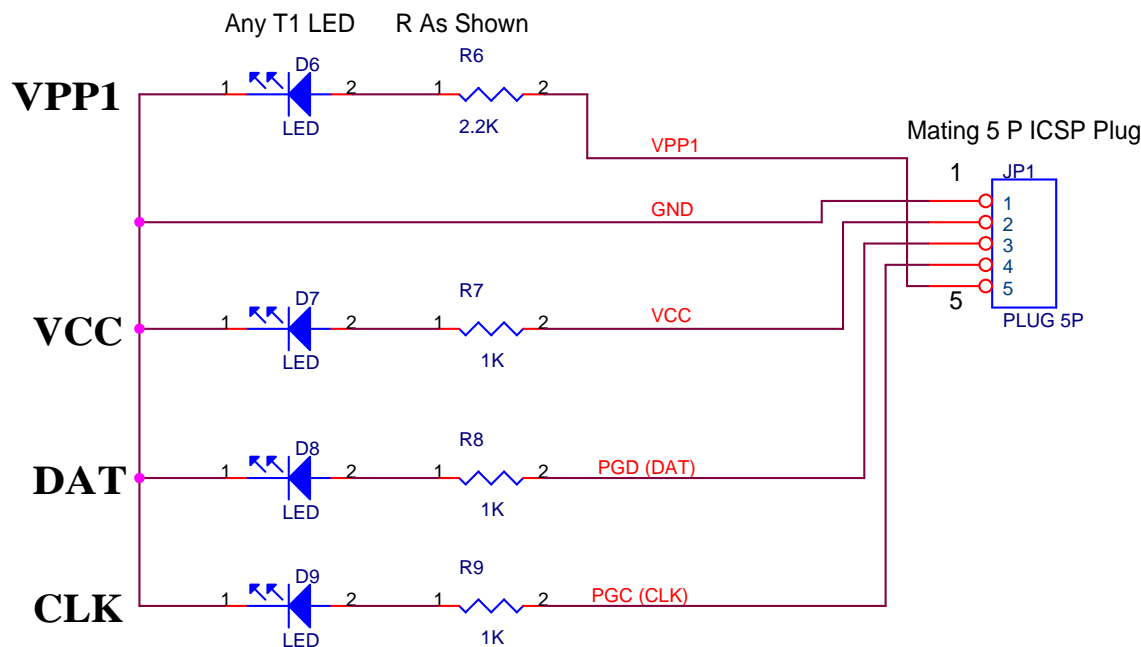 Any T1 LED R As Shown
D6 R6
VPP1 1 2 1 2
LED 2.2K
VPP1
Mating 5 P ICSP Plug
1 JP1
GND
1
2
3
4
5
5
PLUG 5P
D7 R7
VCC 1 2 1 2 VCC
LED 1K
D8 R8
DAT 1 2 1 2 PGD (DAT)
LED 1K
D9 R9
CLK 1 2 1 2 PGC (CLK)
LED 1K